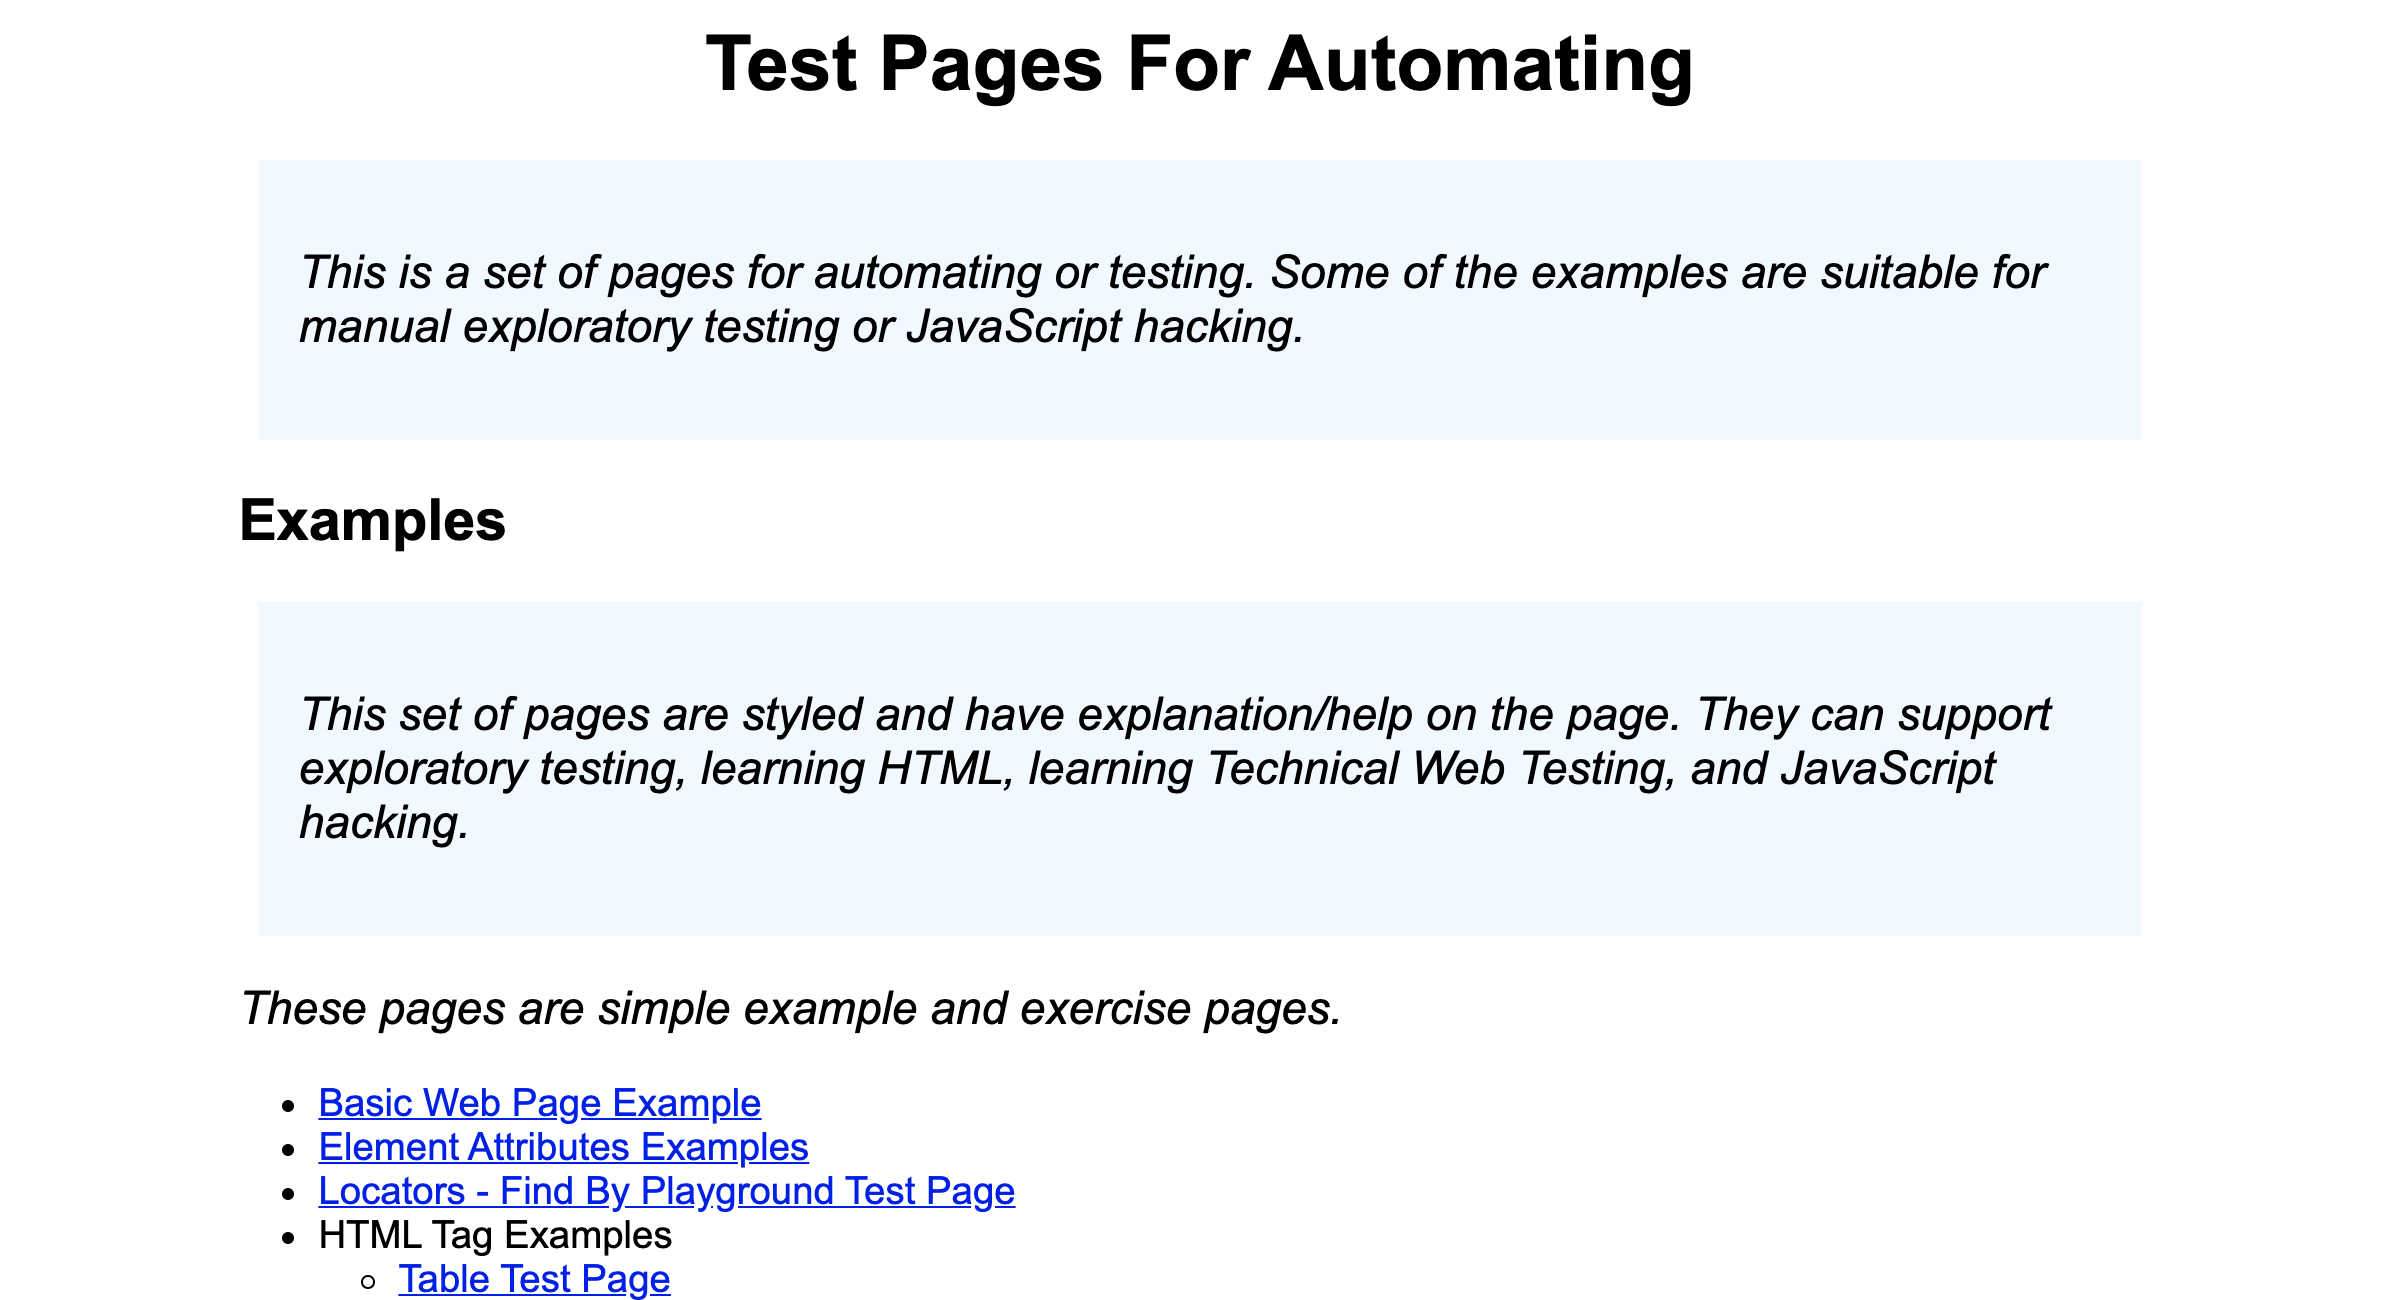 Test Pages For Automating
This is a set of pages for automating or testing. Some of the examples are suitable for
manual exploratory testing or JavaScript hacking.
Examples
This set of pages are styled and have explanation/help on the page. They can support
exploratory testing, learning HTML, learning Technical Web Testing, and JavaScript
hacking.
These pages are simple example and exercise pages.
Basic Web Page Example
Element Attributes Examples
Locators - Find By Playground Test Page
HTML Tag Examples
Table Test Page